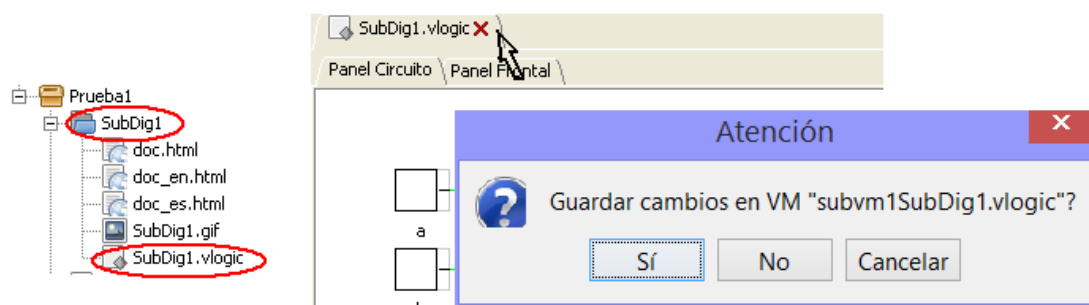 Prueba1
SubDig1
doc.html
doc_en.html
doc_es.html
SubDig1.gif
SubDig1.vlogic
SubDig1.vlogic
Panel Circuito Panel Frontal
a
Atención
Guardar cambios en VM "subvm1SubDig1.vlogic"?
Sí No Cancelar